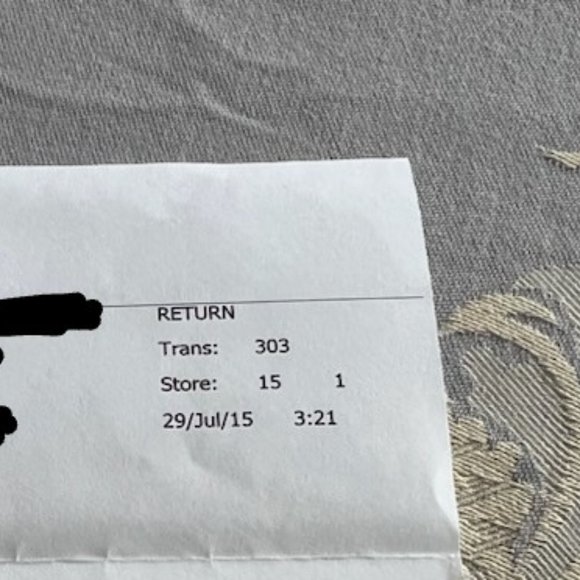 RETURN
Trans: 303
Store: 15 1
29/Jul/15 3:21